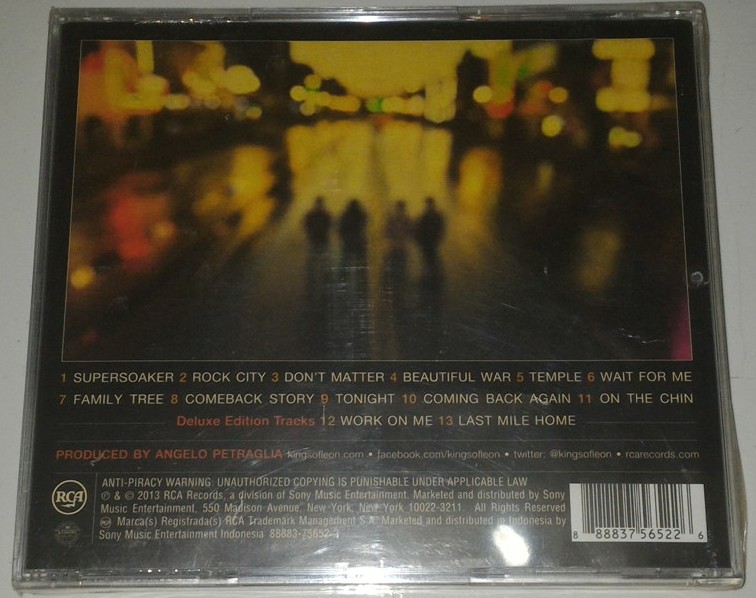 1 SUPERSOAKER 2 ROCK CITY 3 DON'T MATTER 4 BEAUTIFUL WAR 5 TEMPLE 6 WAIT FOR ME
7 FAMILY TREE 8 COMEBACK STORY 9 TONIGHT 10 COMING BACK AGAIN 11 ON THE CHIN
Deluxe Edition Tracks 12 WORK ON ME 13 LAST MILE HOME
PRODUCED BY ANGELO PETRAGLIA kingsofleon.com • facebook.com/kingsofleon • twitter: @kingsofleon • rcarecords.com
RCA
ANTI-PIRACY WARNING: UNAUTHORIZED COPYING IS PUNISHABLE UNDER APPLICABLE LAW
℗ & © 2013 RCA Records, a division of Sony Music Entertainment. Marketed and distributed by Sony
Music Entertainment, 550 Madison Avenue, New York, New York 10022-3211. All Rights Reserved
Marca(s) Registrada(s) RCA Trademark Management S.A. Marketed and distributed in Indonesia by
Sony Music Entertainment Indonesia 88883-75652-
8 88837 56522 6